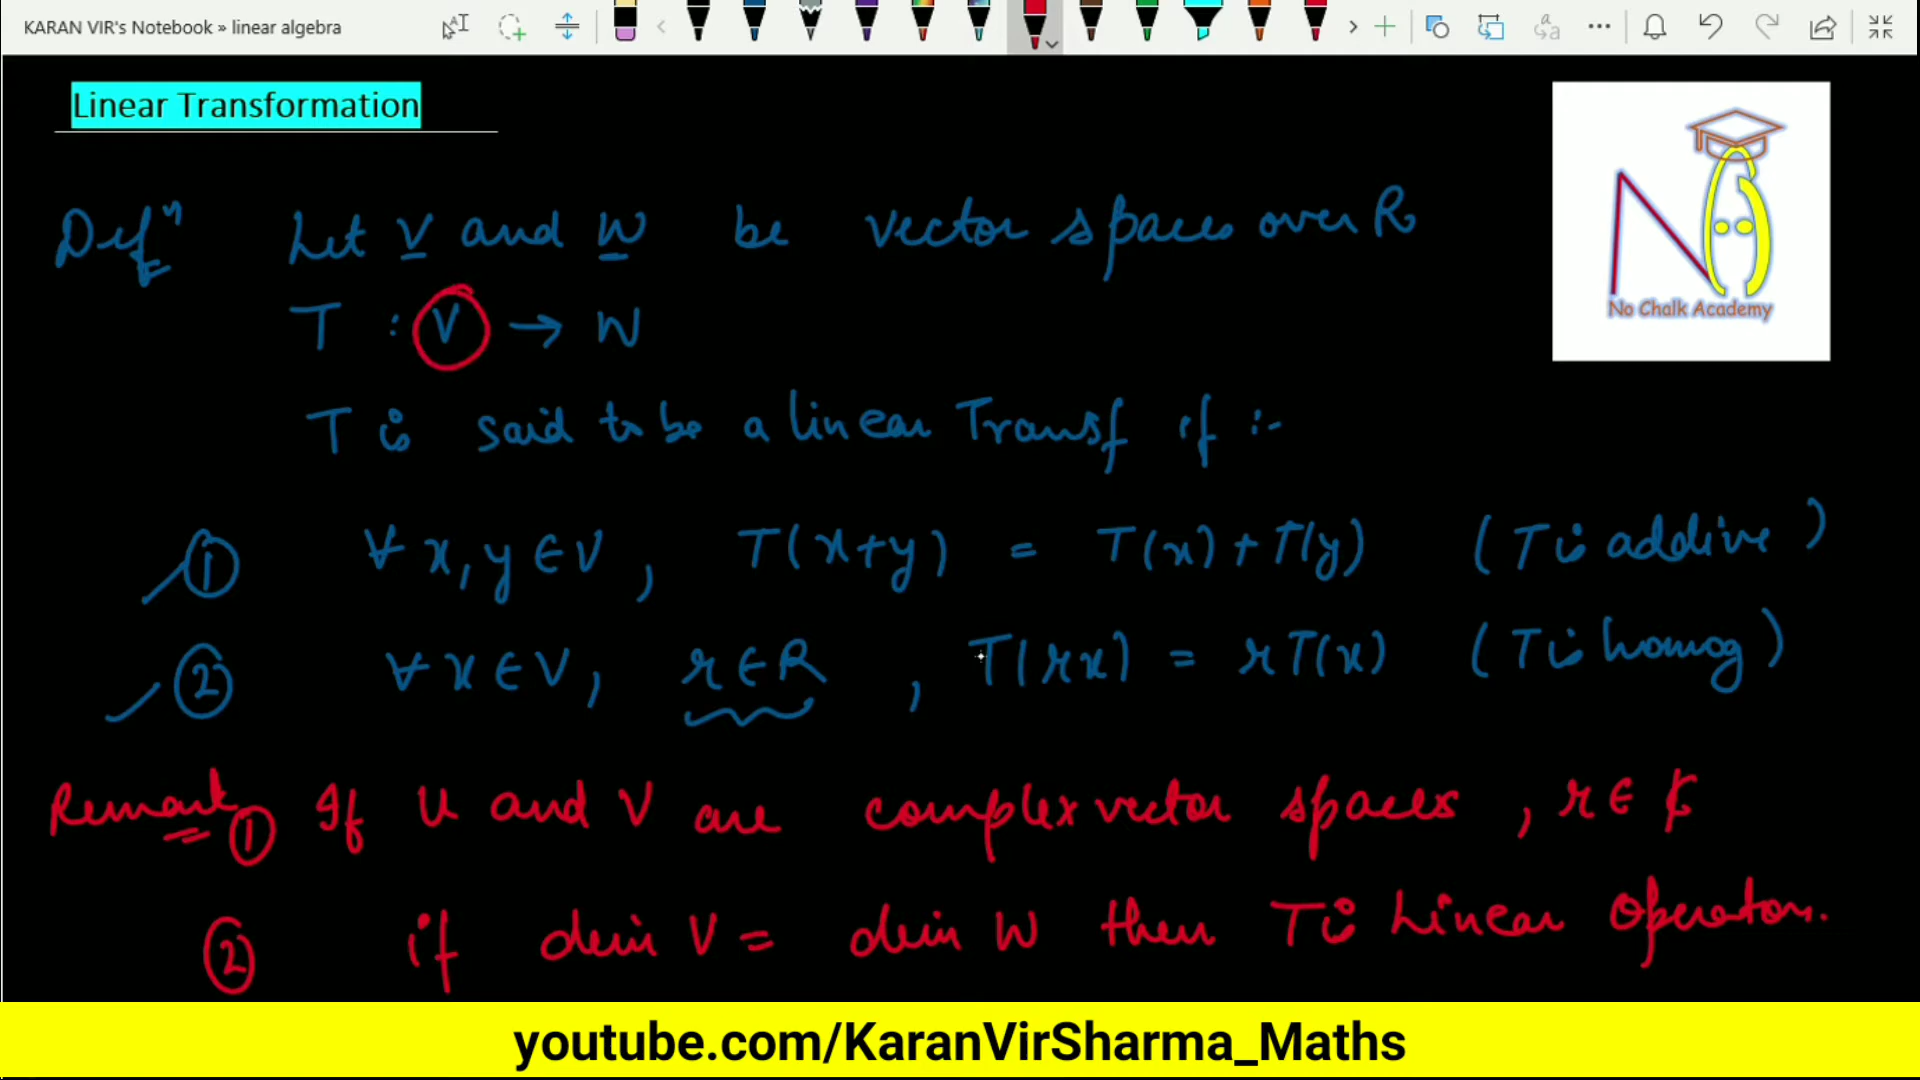 KARAN VIR's Notebook » linear algebra
Linear Transformation
Defⁿ Let V and W be vector spaces over R
T : V → W
T is said to be a linear Transf if :-
① ∀ x, y ∈ V, T(x+y) = T(x) + T(y) (T is addive)
② ∀ x ∈ V, r ∈ R, T(rx) = r T(x) (T is homog)
Remark ① If U and V are complex vector spaces, r ∈ ₵
② if dim V = dim W then T is Linear Operator.
No Chalk Academy
youtube.com/KaranVirSharma_Maths